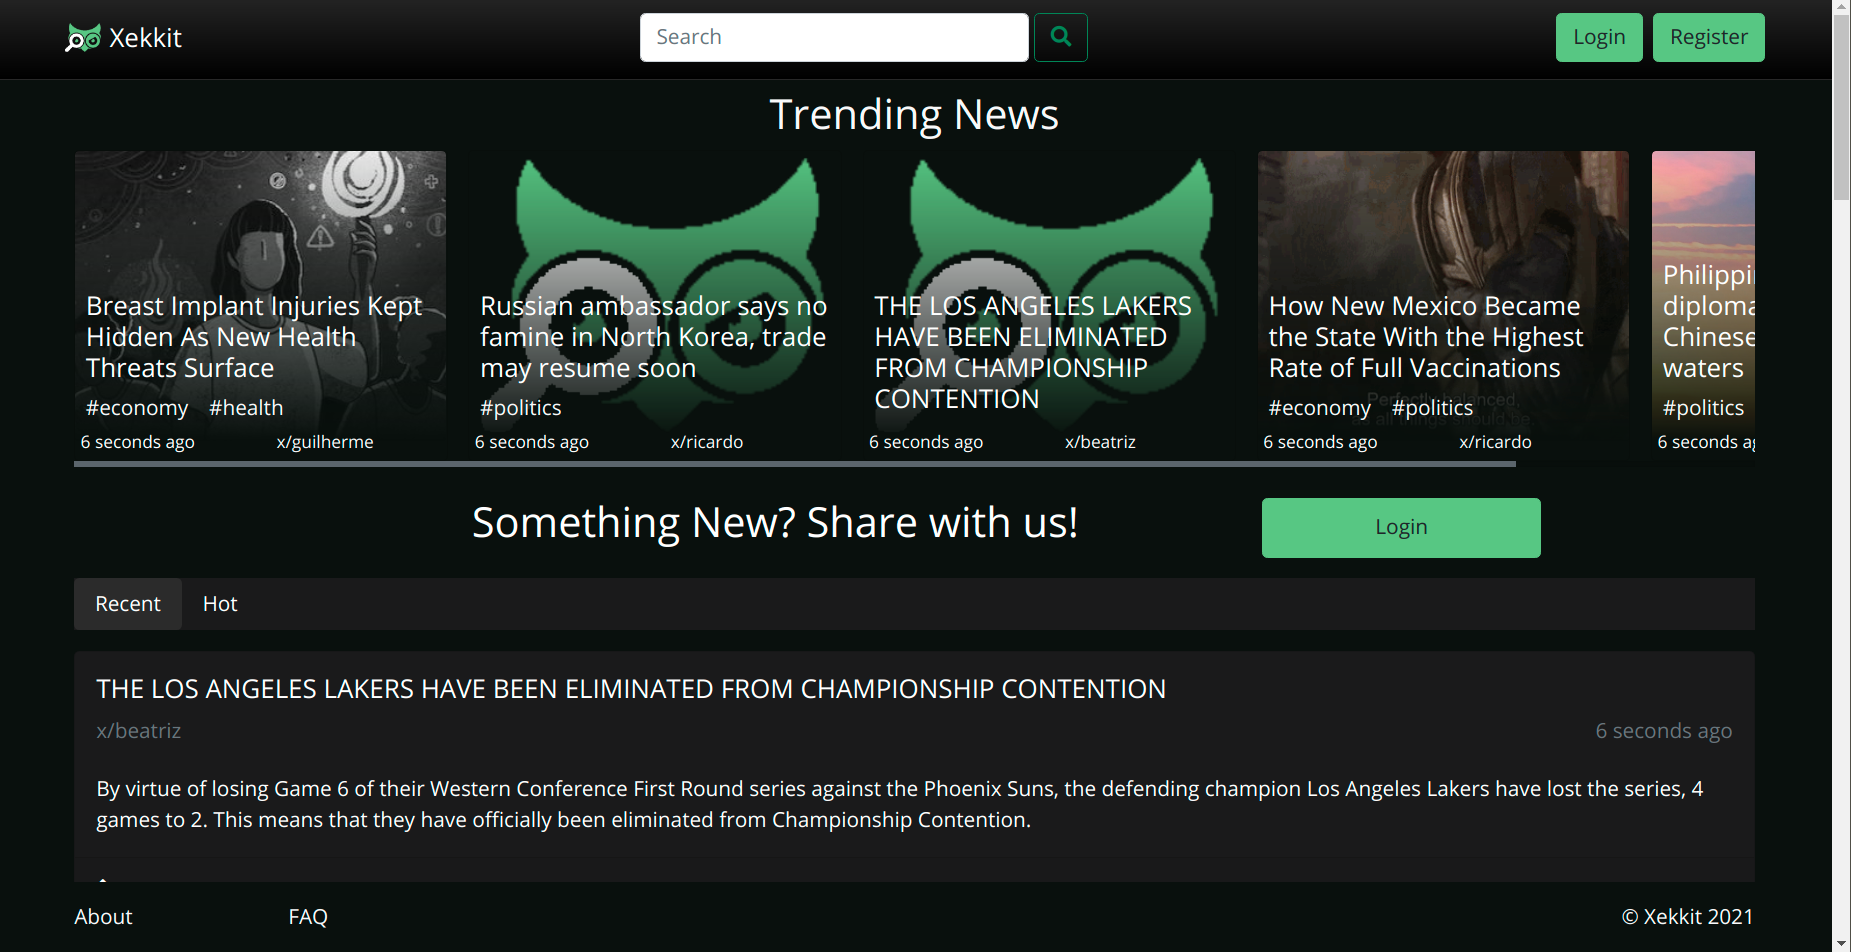 Xekkit
Search
Login
Register
Trending News
Breast Implant Injuries Kept
Hidden As New Health
Threats Surface
#economy #health
6 seconds ago x/guilherme
Russian ambassador says no
famine in North Korea, trade
may resume soon
#politics
6 seconds ago x/ricardo
THE LOS ANGELES LAKERS
HAVE BEEN ELIMINATED
FROM CHAMPIONSHIP
CONTENTION
6 seconds ago x/beatriz
How New Mexico Became
the State With the Highest
Rate of Full Vaccinations
#economy #politics
Perfectly balanced,
as all things should be.
6 seconds ago x/ricardo
Chinese
waters
#politics
6 seconds
Something New? Share with us!
Login
Recent Hot
THE LOS ANGELES LAKERS HAVE BEEN ELIMINATED FROM CHAMPIONSHIP CONTENTION
x/beatriz 6 seconds ago
By virtue of losing Game 6 of their Western Conference First Round series against the Phoenix Suns, the defending champion Los Angeles Lakers have lost the series, 4
games to 2. This means that they have officially been eliminated from Championship Contention.
About FAQ © Xekkit 2021